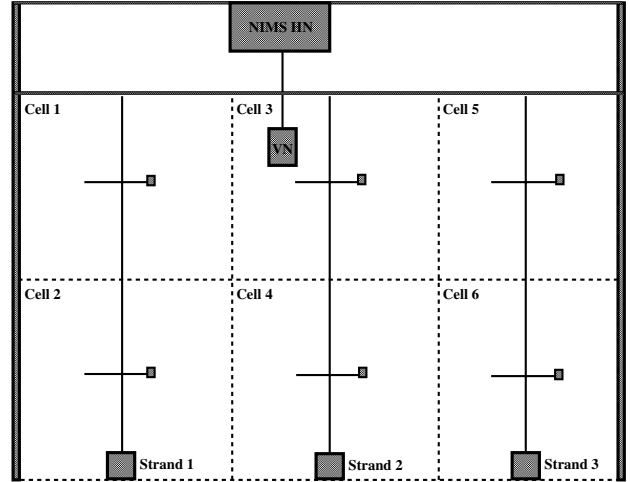 NIMS HN
Cell 1
Cell 3
Cell 5
VN
Cell 2
Cell 4
Cell 6
Strand 1
Strand 2
Strand 3